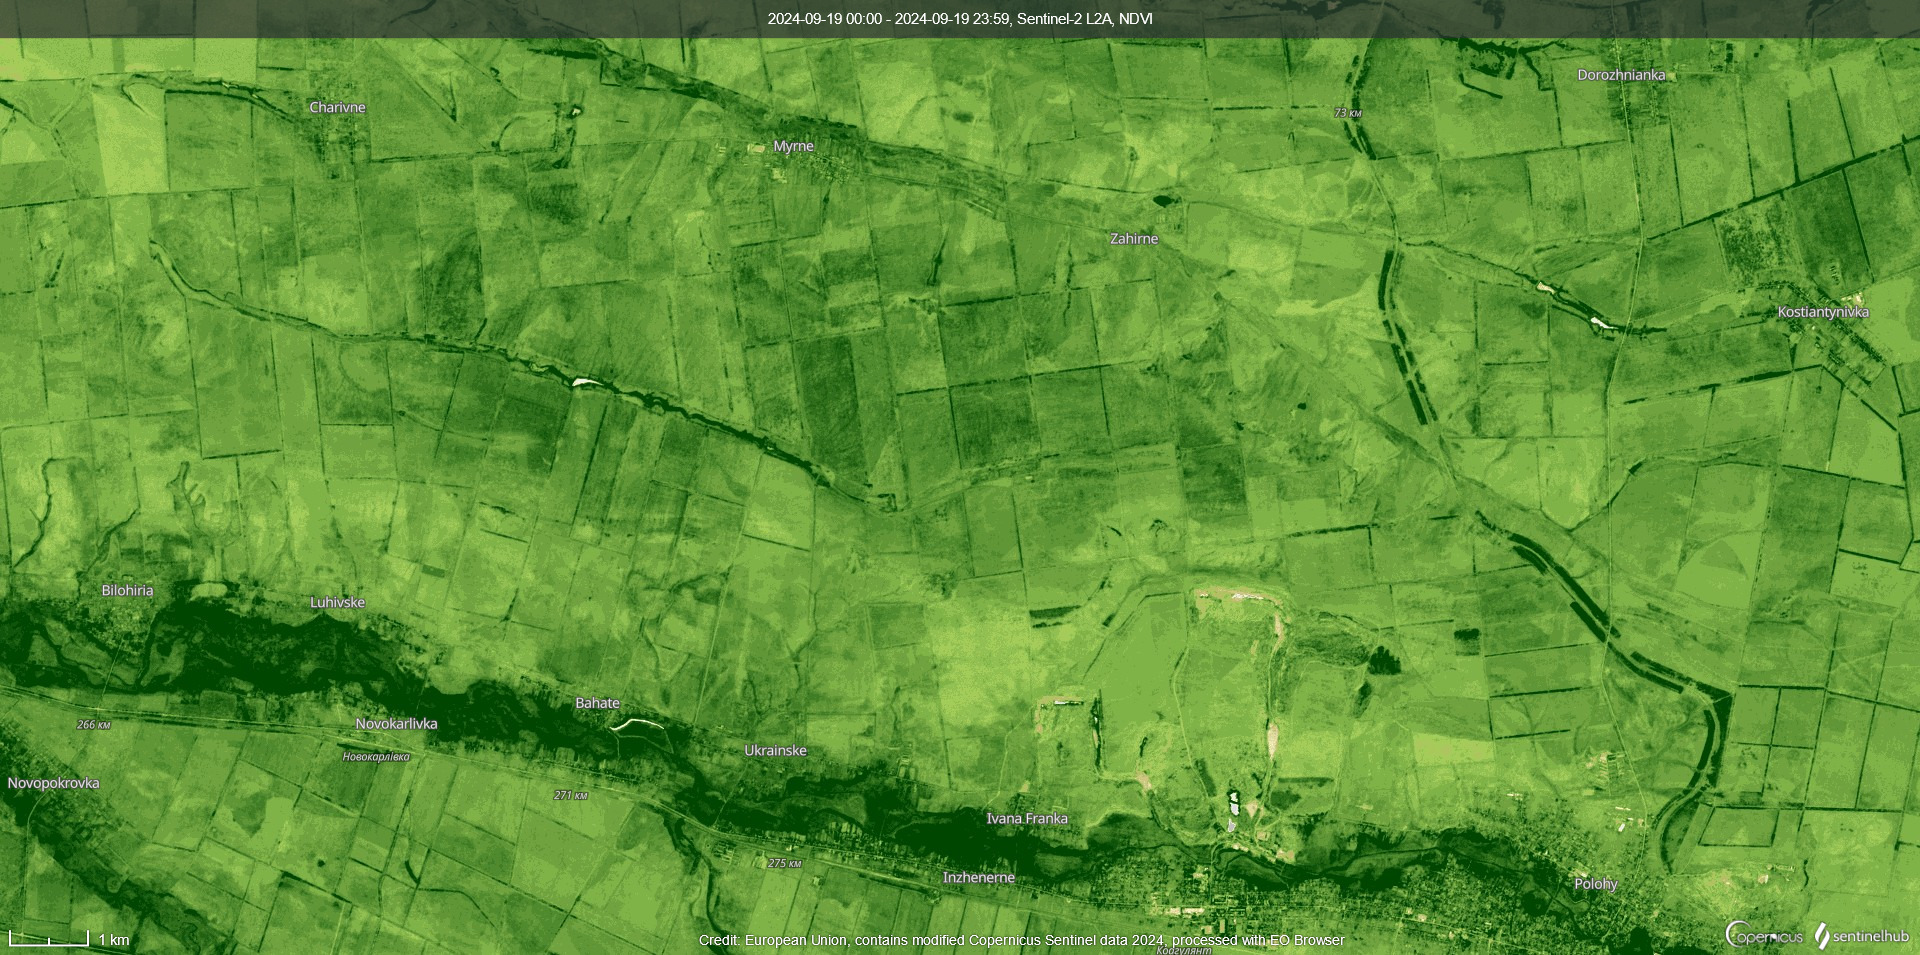 2024-09-19 00:00 - 2024-09-19 23:59, Sentinel-2 L2A, NDVI
Dorozhnianka
Charivne
73 км
Myrne
Zahirne
Kostiantynivka
Bilohiria
Luhivske
Bahate
266 км
Novokarlivka
Ukrainske
Новокарлівка
Novopokrovka
271 км
Ivana Franka
275 км
Inzhenerne
Polohy
1 km
Credit: European Union, contains modified Copernicus Sentinel data 2024, processed with EO Browser
Copernicus
sentinelhub
Коагулянт